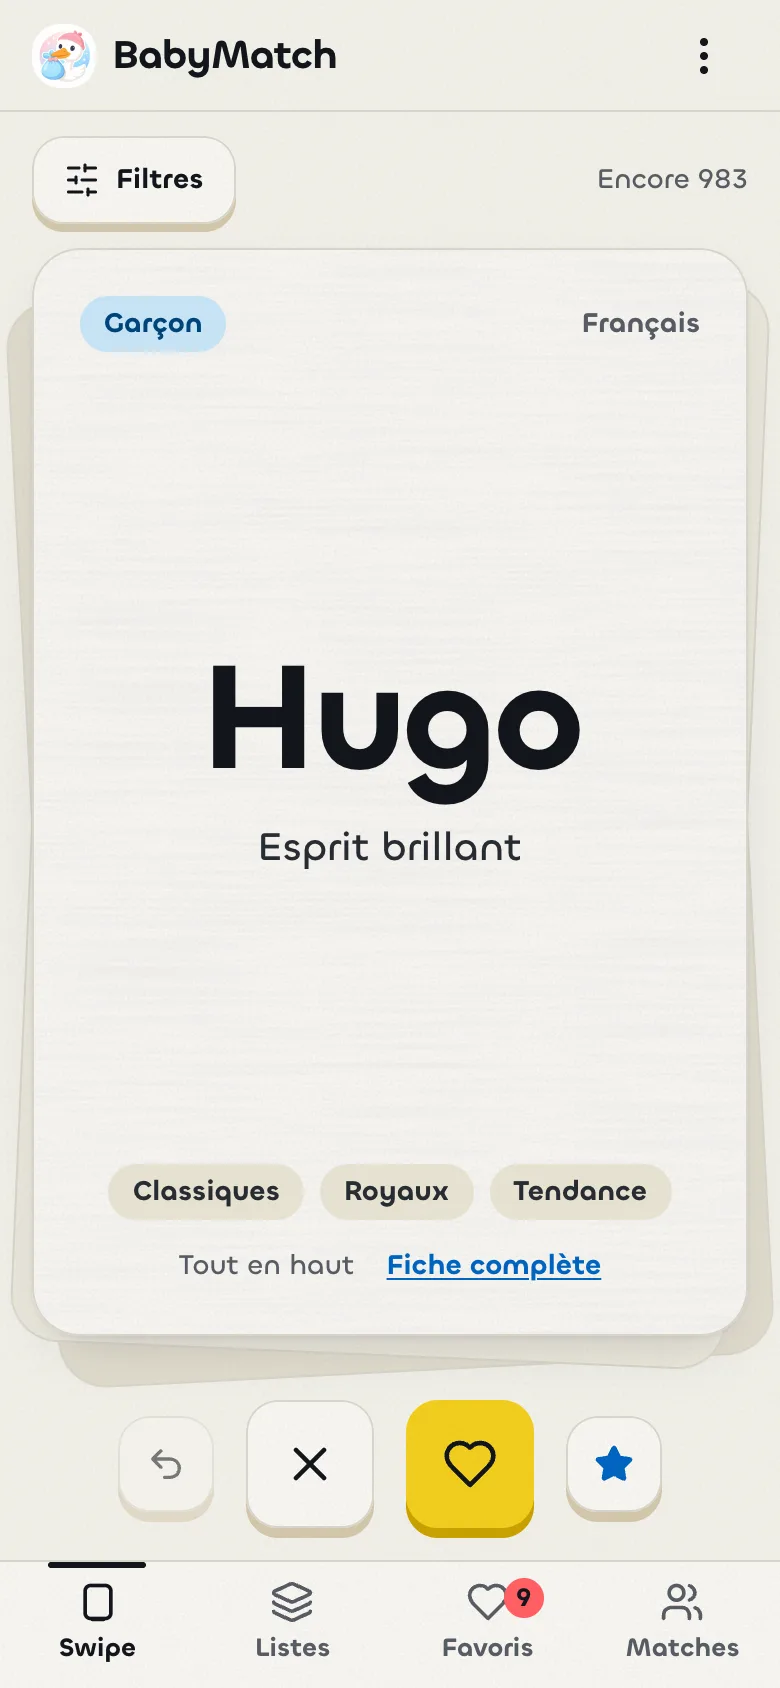 BabyMatch
Filtres
Encore 983
Garçon
Français
Hugo
Esprit brillant
Classiques
Royaux
Tendance
Tout en haut
Fiche complète
9
Swipe
Listes
Favoris
Matches